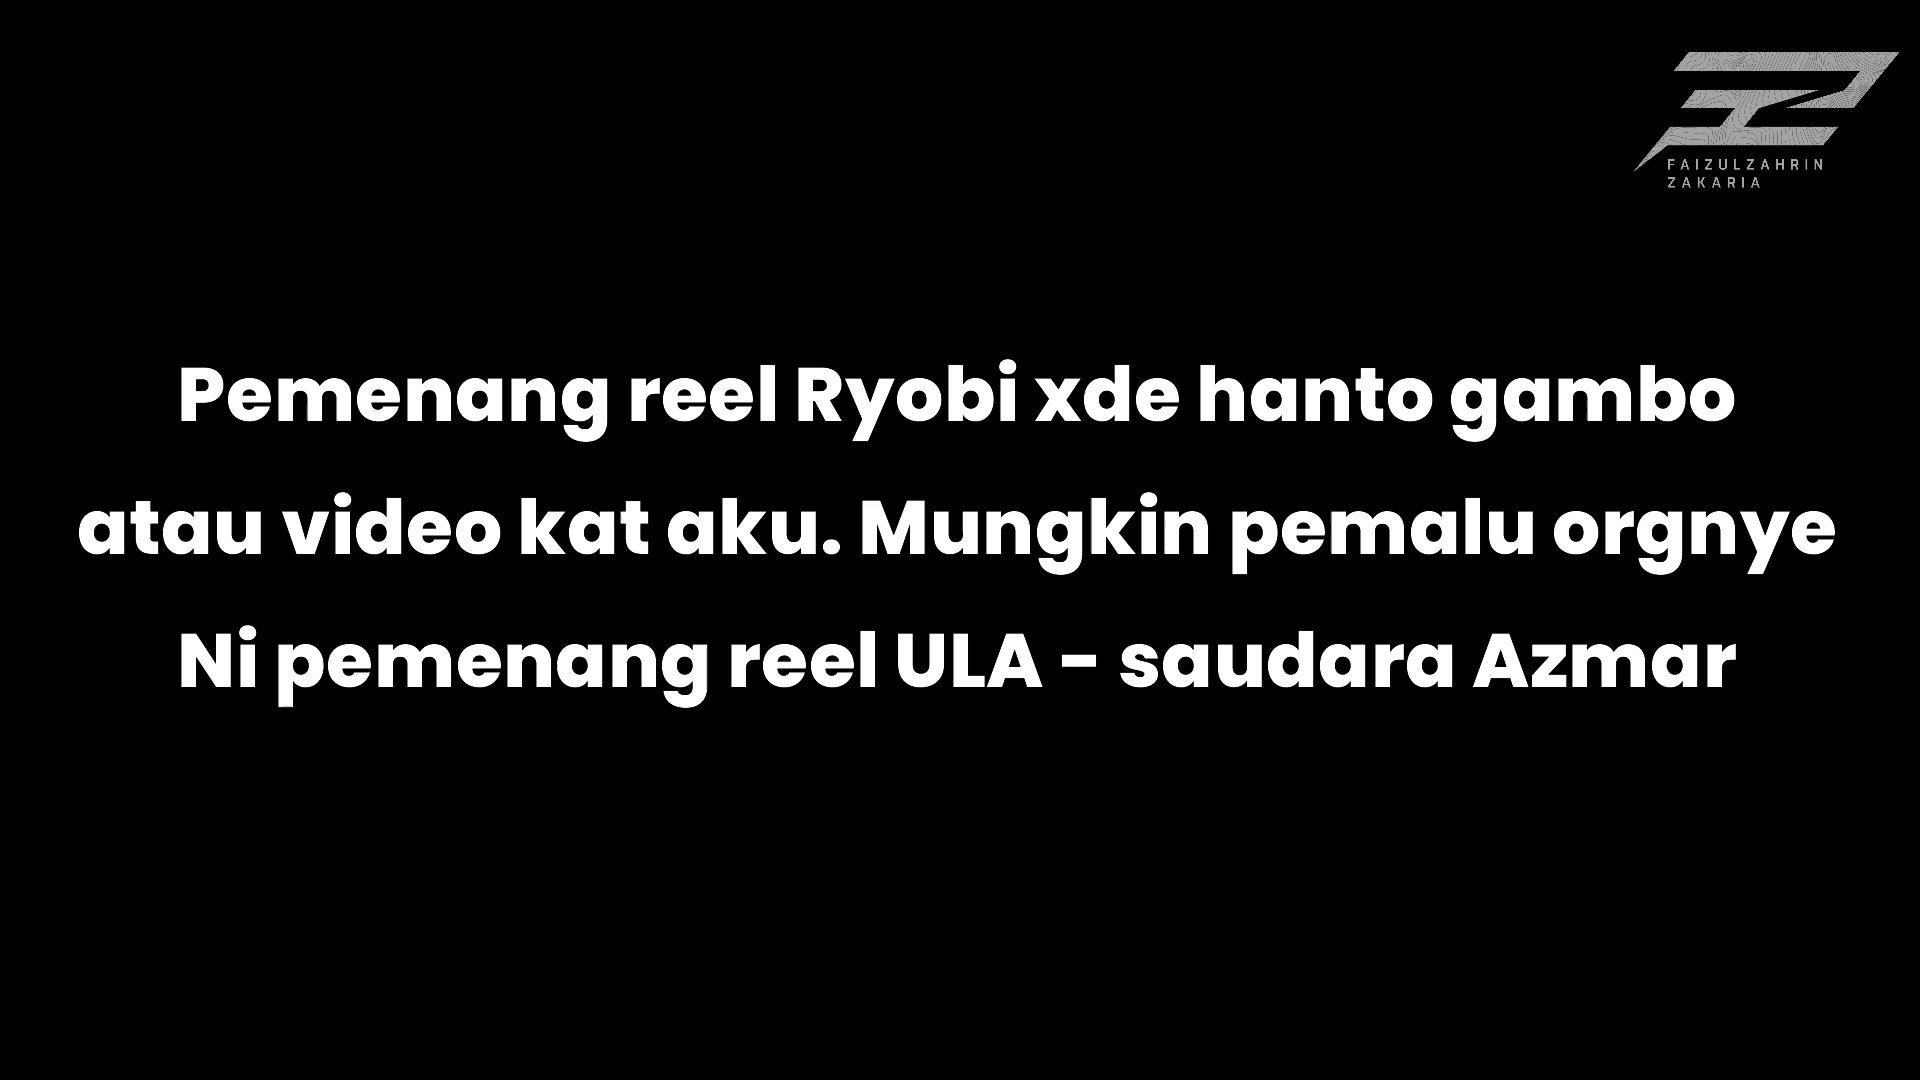 FAIZULZAHRIN
ZAKARIA
Pemenang reel Ryobi xde hanto gambo
atau video kat aku. Mungkin pemalu orgnye
Ni pemenang reel ULA - saudara Azmar